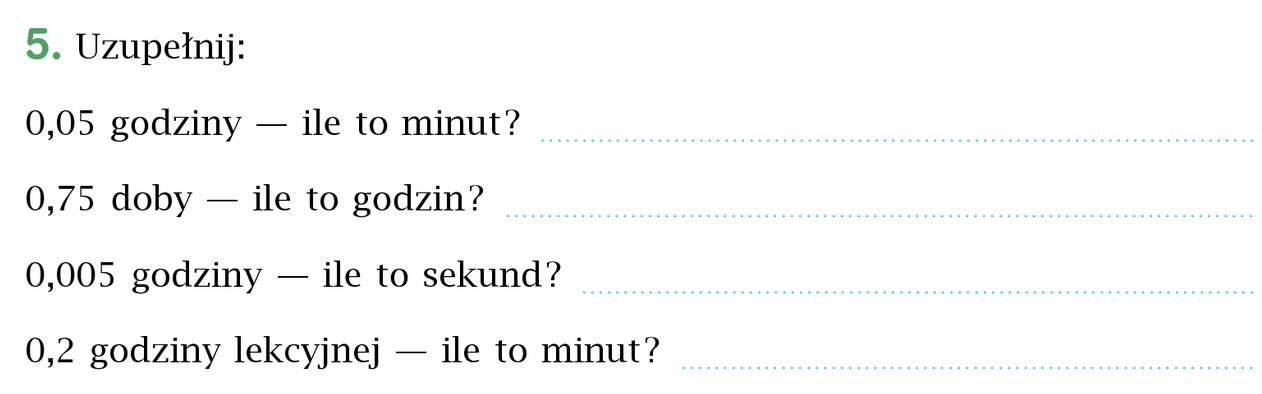 5. Uzupełnij:
0,05 godziny — ile to minut?
0,75 doby — ile to godzin?
0,005 godziny — ile to sekund?
0,2 godziny lekcyjnej — ile to minut?